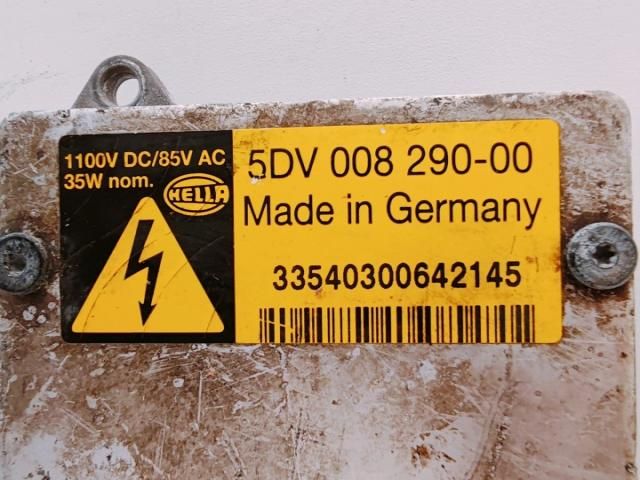 1100V DC/85V AC
35W nom.
HELLA
5DV 008 290-00
Made in Germany
33540300642145